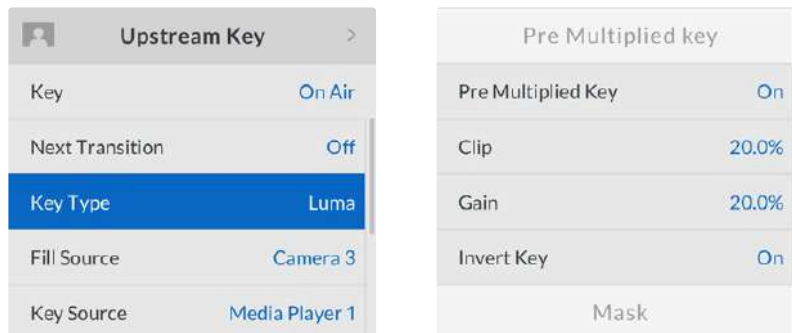 Upstream Key
Key On Air
Next Transition Off
Key Type Luma
Fill Source Camera 3
Key Source Media Player 1
Pre Multiplied key
Pre Multiplied Key On
Clip 20.0%
Gain 20.0%
Invert Key On
Mask